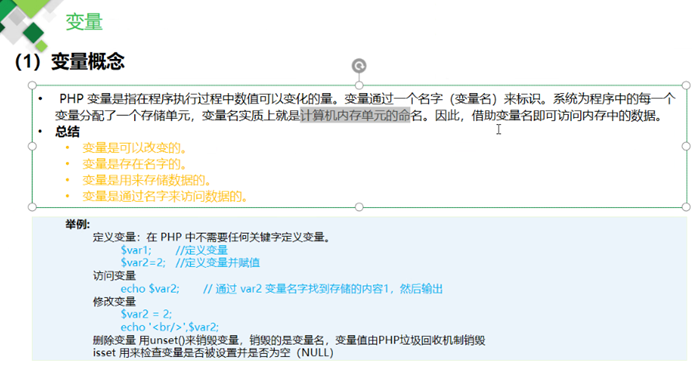 变量
（1）变量概念
• PHP 变量是指在程序执行过程中数值可以变化的量。变量通过一个名字（变量名）来标识。系统为程序中的每一个
变量分配了一个存储单元，变量名实质上就是计算机内存单元的命名。因此，借助变量名即可访问内存中的数据。
• 总结
• 变量是可以改变的。
• 变量是存在名字的。
• 变量是用来存储数据的。
• 变量是通过名字来访问数据的。
举例:
定义变量：在 PHP 中不需要任何关键字定义变量。
$var1; //定义变量
$var2=2; //定义变量并赋值
访问变量
echo $var2; // 通过 var2 变量名字找到存储的内容1，然后输出
修改变量
$var2 = 2;
echo '<br/>',$var2;
删除变量 用unset()来销毁变量，销毁的是变量名，变量值由PHP垃圾回收机制销毁
isset 用来检查变量是否被设置并是否为空（NULL）